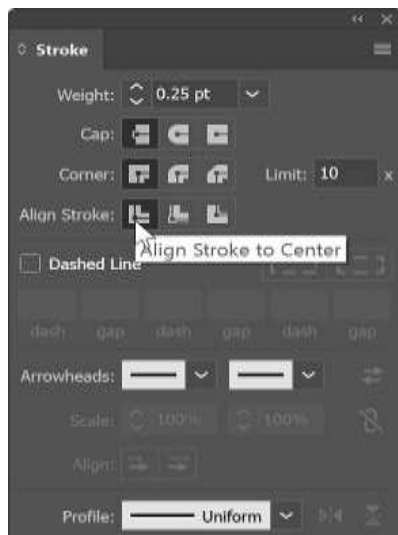 Stroke
Weight: 0.25 pt
Cap:
Corner: Limit: 10 x
Align Stroke:
Align Stroke to Center
Dashed Line
dash gap dash gap dash gap
Arrowheads:
Scale: 100% 100%
Align:
Profile: Uniform